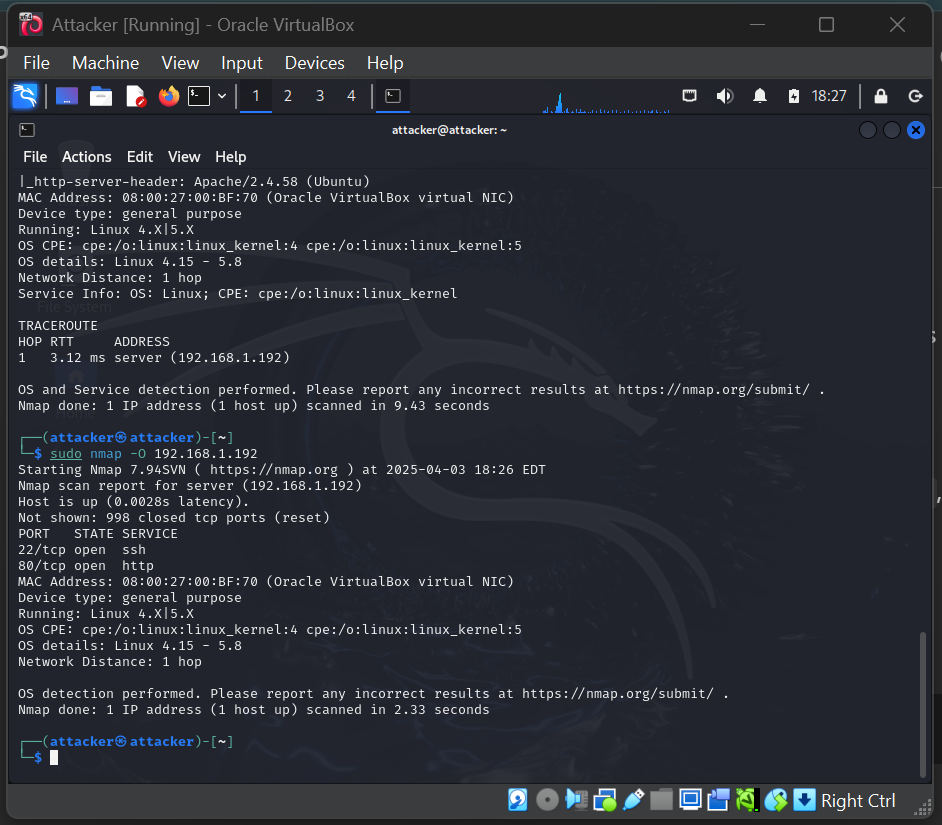 Attacker [Running] - Oracle VirtualBox
File Machine View Input Devices Help
1 2 3 4 18:27
attacker@attacker: ~
File Actions Edit View Help
|_http-server-header: Apache/2.4.58 (Ubuntu)
MAC Address: 08:00:27:00:BF:70 (Oracle VirtualBox virtual NIC)
Device type: general purpose
Running: Linux 4.X|5.X
OS CPE: cpe:/o:linux:linux_kernel:4 cpe:/o:linux:linux_kernel:5
OS details: Linux 4.15 - 5.8
Network Distance: 1 hop
Service Info: OS: Linux; CPE: cpe:/o:linux:linux_kernel
File System
TRACEROUTE
HOP RTT     ADDRESS
1   3.12 ms server (192.168.1.192)
OS and Service detection performed. Please report any incorrect results at https://nmap.org/submit/ .
Nmap done: 1 IP address (1 host up) scanned in 9.43 seconds
┌──(attacker㉿attacker)-[~]
└─$ sudo nmap -O 192.168.1.192
Starting Nmap 7.94SVN ( https://nmap.org ) at 2025-04-03 18:26 EDT
Nmap scan report for server (192.168.1.192)
Host is up (0.0028s latency).
Not shown: 998 closed tcp ports (reset)
PORT   STATE SERVICE
22/tcp open  ssh
80/tcp open  http
MAC Address: 08:00:27:00:BF:70 (Oracle VirtualBox virtual NIC)
Device type: general purpose
Running: Linux 4.X|5.X
OS CPE: cpe:/o:linux:linux_kernel:4 cpe:/o:linux:linux_kernel:5
OS details: Linux 4.15 - 5.8
Network Distance: 1 hop
OS detection performed. Please report any incorrect results at https://nmap.org/submit/ .
Nmap done: 1 IP address (1 host up) scanned in 2.33 seconds
┌──(attacker㉿attacker)-[~]
└─$
Right Ctrl